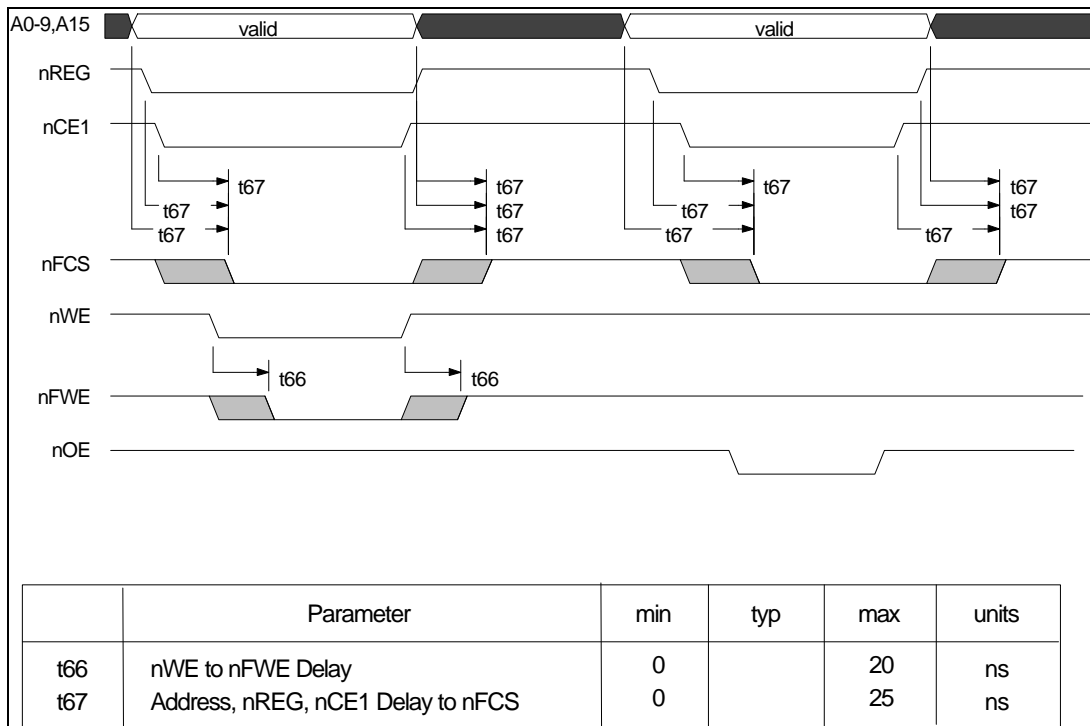 A0-9,A15 valid valid
nREG
nCE1
t67 t67 t67 t67
t67 t67 t67 t67
t67 t67 t67 t67
nFCS
nWE
t66 t66
nFWE
nOE
Parameter min typ max units
t66 nWE to nFWE Delay 0 20 ns
t67 Address, nREG, nCE1 Delay to nFCS 0 25 ns